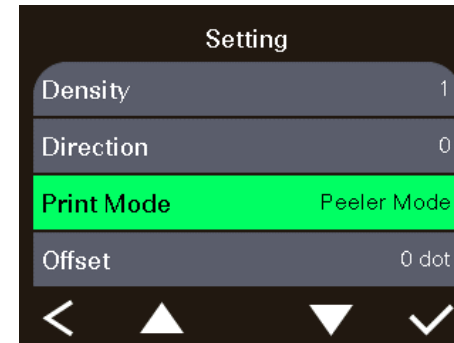 Setting
Density 1
Direction 0
Print Mode Peeler Mode
Offset 0 dot